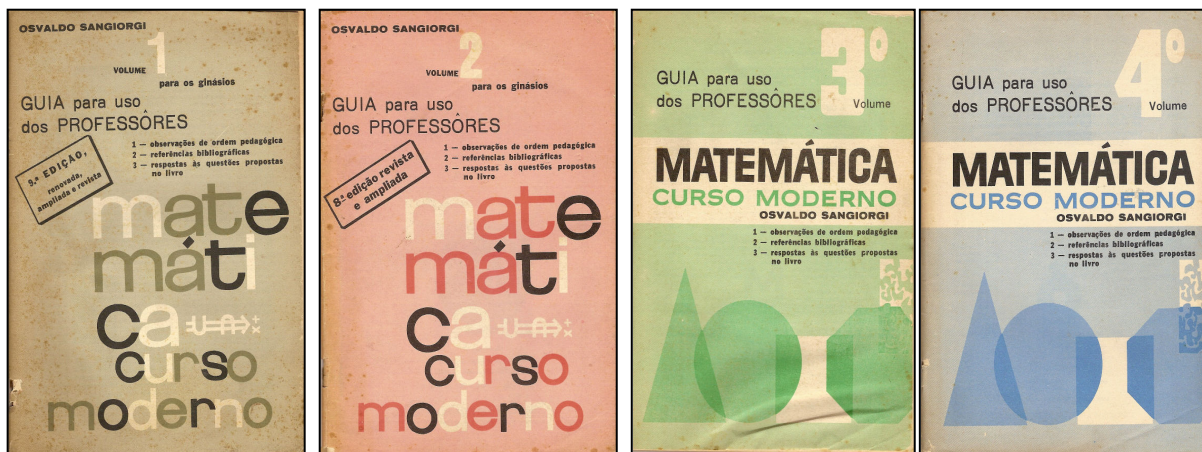 OSVALDO SANGIORGI
VOLUME 1
para os ginásios
GUIA para uso
dos PROFESSÔRES
1 — observações de ordem pedagógica
2 — referências bibliográficas
3 — respostas às questões propostas
no livro
9.ª EDIÇÃO,
renovada,
ampliada e revista
mate
máti
ca
curso
moderno
OSVALDO SANGIORGI
VOLUME 2
para os ginásios
GUIA para uso
dos PROFESSÔRES
1 — observações de ordem pedagógica
2 — referências bibliográficas
3 — respostas às questões propostas
no livro
8.ª edição revista
e ampliada
mate
máti
ca
curso
moderno
3º
GUIA para uso
dos PROFESSÔRES Volume
MATEMÁTICA
CURSO MODERNO
OSVALDO SANGIORGI
1 — observações de ordem pedagógica
2 — referências bibliográficas
3 — respostas às questões propostas
no livro
4º
GUIA para uso
dos PROFESSÔRES Volume
MATEMÁTICA
CURSO MODERNO
OSVALDO SANGIORGI
1 — observações de ordem pedagógica
2 — referências bibliográficas
3 — respostas às questões propostas
no livro